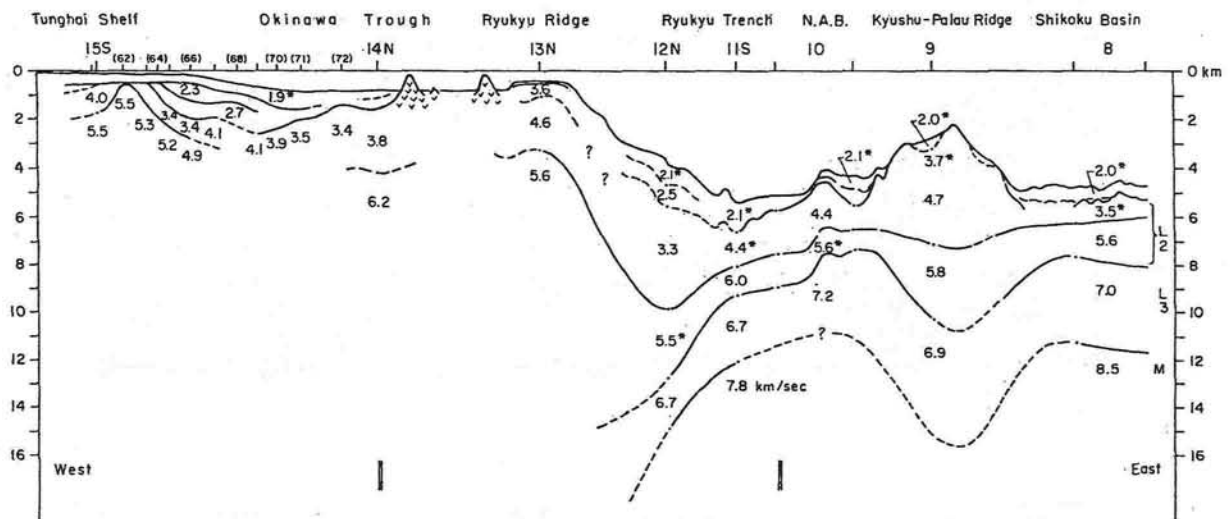 Tunghai Shelf Okinawa Trough Ryukyu Ridge Ryukyu Trench N.A.B. Kyushu-Palau Ridge Shikoku Basin
15S 14N 13N 12N 11S 10 9 8
(62) (64) (66) (68) (70) (71) (72)
0 0 km
2.3 1.9* 3.6 2.0*
4.0 5.5 2.7 2.1*
2 3.4 4.6 2
5.5 5.3 3.4 4.1 3.9 3.5 3.4 3.8 3.7* 2.0*
5.2 4.9 4.1 ?
4 5.6 ? 2.1* 4.7 4
6.2 2.5 3.5*
6 2.1* 4.4 6
3.3 4.4* 5.6* 5.6 L
2
8 6.0 5.8 8
7.2 7.0 L
3
10 6.7 10
5.5* ? 6.9
12 8.5 M 12
6.7 7.8 km/sec
14 14
16 16
West East